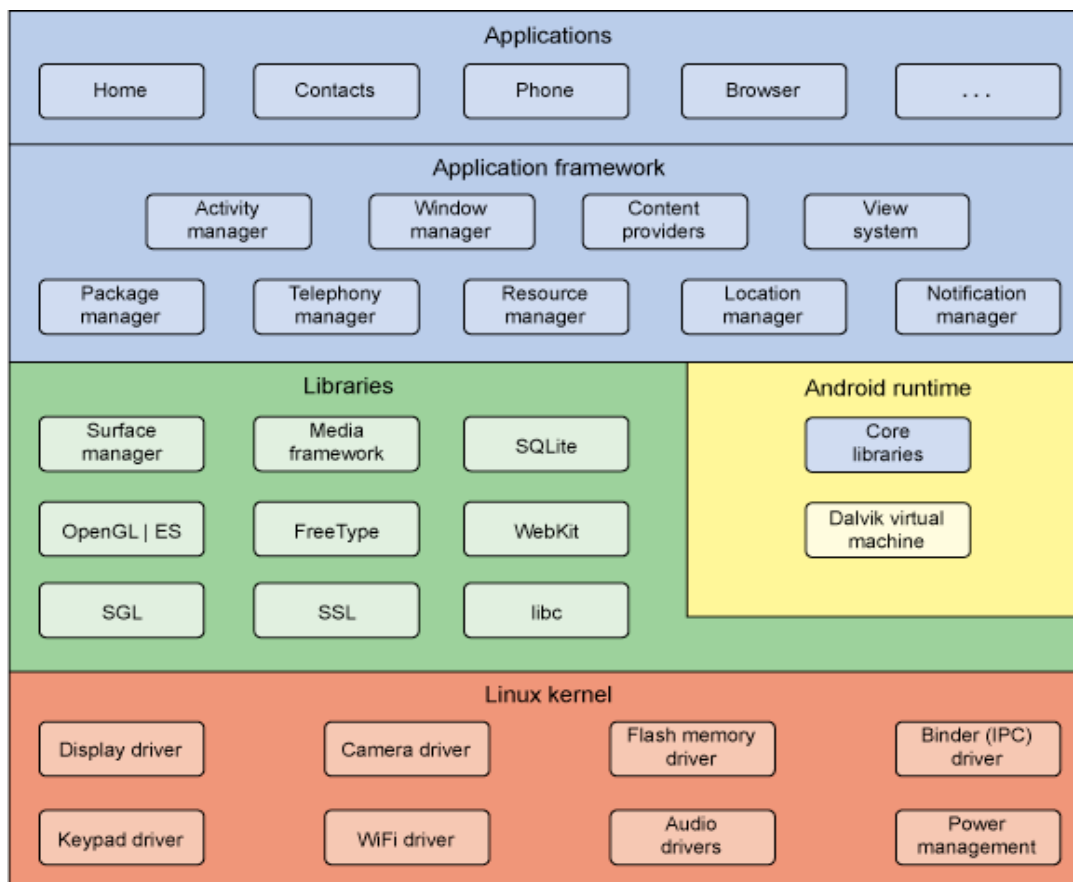 Applications
Home
Contacts
Phone
Browser
. . .
Application framework
Activity
manager
Window
manager
Content
providers
View
system
Package
manager
Telephony
manager
Resource
manager
Location
manager
Notification
manager
Libraries
Android runtime
Surface
manager
Media
framework
SQLite
Core
libraries
OpenGL | ES
FreeType
WebKit
Dalvik virtual
machine
SGL
SSL
libc
Linux kernel
Display driver
Camera driver
Flash memory
driver
Binder (IPC)
driver
Keypad driver
WiFi driver
Audio
drivers
Power
management